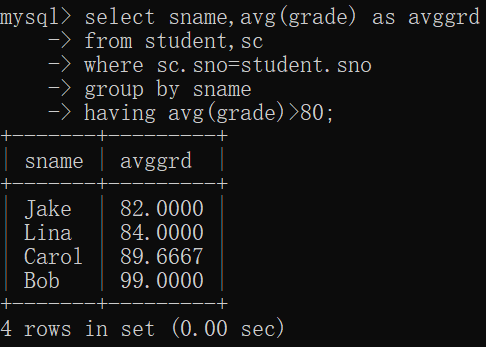 mysql> select sname,avg(grade) as avggrd
    -> from student,sc
    -> where sc.sno=student.sno
    -> group by sname
    -> having avg(grade)>80;
+-------+---------+
| sname | avggrd  |
+-------+---------+
| Jake  | 82.0000 |
| Lina  | 84.0000 |
| Carol | 89.6667 |
| Bob   | 99.0000 |
+-------+---------+
4 rows in set (0.00 sec)